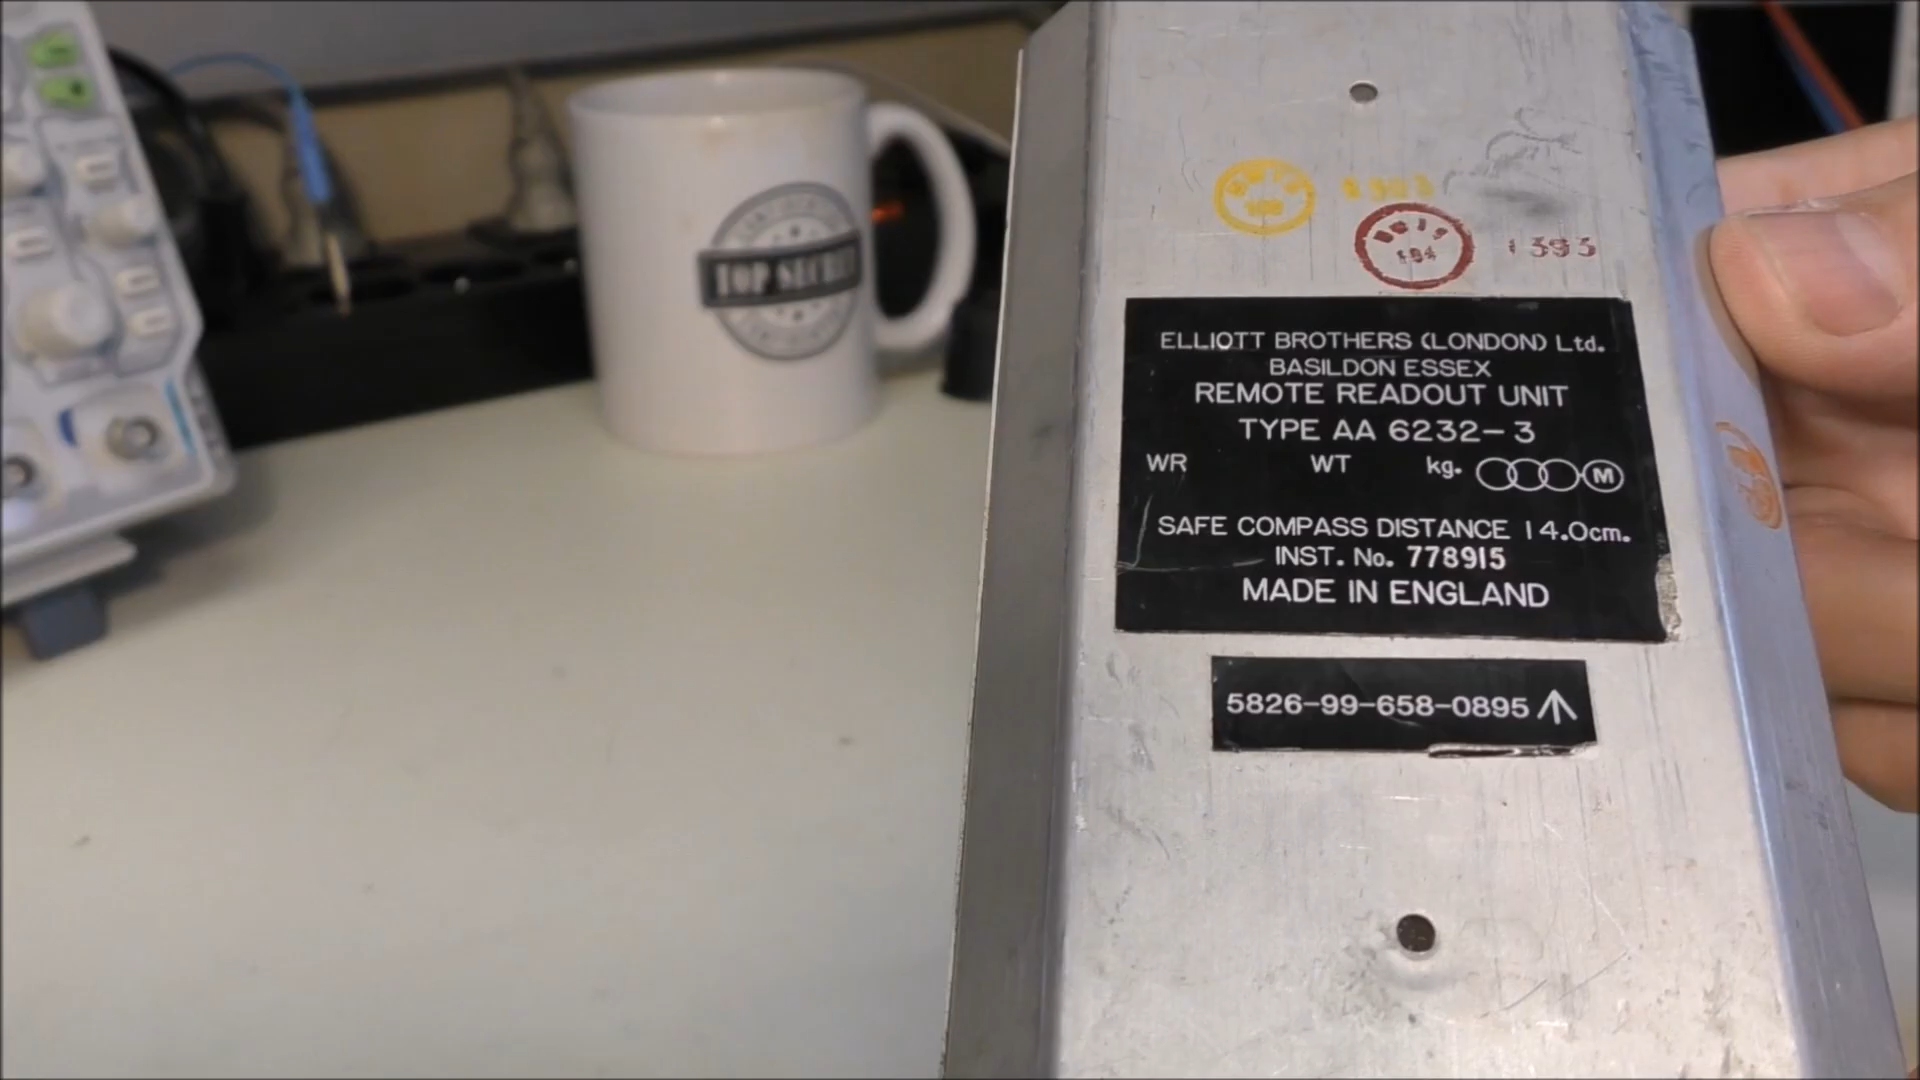 TOP SECRET
1393
ELLIOTT BROTHERS (LONDON) Ltd.
BASILDON ESSEX
REMOTE READOUT UNIT
TYPE AA 6232-3
WR WT kg. M
SAFE COMPASS DISTANCE 14.0cm.
INST. No. 778915
MADE IN ENGLAND
5826-99-658-0895